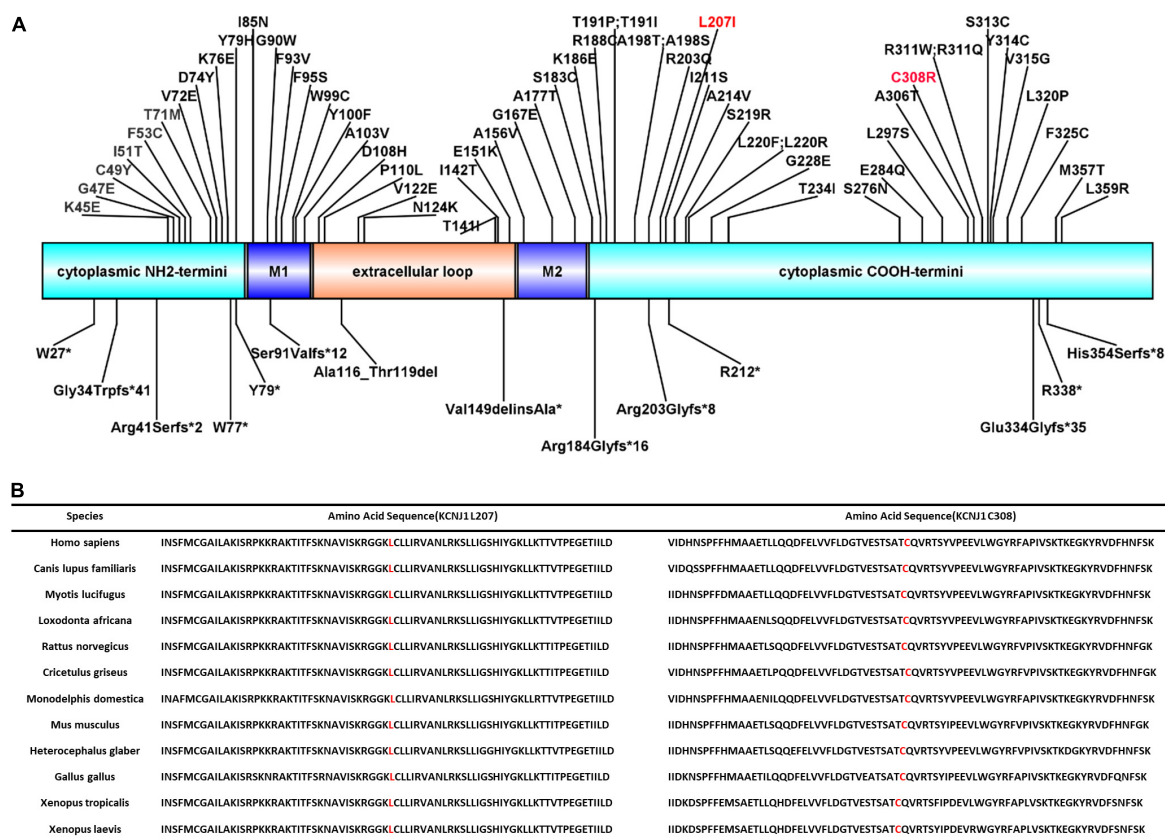 A
I85N
T191P;T191I
L207I
S313C
Y79H
G90W
R188C
A198T;A198S
R311W;R311Q
Y314C
K76E
F93V
K186E
R203Q
V315G
D74Y
F95S
S183C
I211S
C308R
V72E
W99C
A177T
A214V
A306T
L320P
T71M
Y100F
G167E
S219R
F53C
A103V
A156V
L297S
F325C
I51T
D108H
E151K
L220F;L220R
C49Y
P110L
I142T
G228E
E284Q
M357T
G47E
V122E
T234I
S276N
L359R
K45E
N124K
T141I
cytoplasmic NH2-termini
M1
extracellular loop
M2
cytoplasmic COOH-termini
W27*
Ser91Valfs*12
His354Serfs*8
Ala116_Thr119del
R212*
Gly34Trpfs*41
Y79*
R338*
Val149delinsAla*
Arg203Glyfs*8
Arg41Serfs*2
W77*
Glu334Glyfs*35
Arg184Glyfs*16
B
Species Amino Acid Sequence(KCNJ1 L207) Amino Acid Sequence(KCNJ1 C308)
Homo sapiens INSFMCGAILAKISRPKKRAKTITFSKNAVISKRGGKLCLLIRVANLRKSLLIGSHIYGKLLKTTVTPEGETIILD VIDHNSPFFHMAAETLLQQDFELVVFLDGTVESTSATCQVRTSYVPEEVLWGYRFAPIVSKTKEGKYRVDFHNFSK
Canis lupus familiaris INSFMCGAILAKISRPKKRAKTITFSKNAVISKRGGKLCLLIRVANLRKSLLIGSHIYGKLLKTTVTPEGETIILD VIDQSSPFFHMAAETLLQQDFELVVFLDGTVESTSATCQVRTSYVPEEVLWGYRFAPIVSKTKEGKYRVDFHNFSK
Myotis lucifugus INSFMCGAILAKISRPKKRAKTITFSKNAVISKRGGKLCLLIRVANLRKSLLIGSHIYGKLLKTTVTPEGETIILD IIDHNSPFFDMAAETLLQQDFELVVFLDGTVESTSATCQVRTSYVPEEVLWGYRFAPIVSKTKEGKYRVDFHNFSK
Loxodonta africana INSFMCGAILAKISRPKKRAKTITFSKNAVISKRGGKLCLLIRVANLRKSLLIGSHIYGKLLKTTVTPEGETIILD IIDHNSPFFHMAAENLSQQDFELVVFLDGTVESTSATCQVRTSYVPEEVLWGYRFAPIVSKTKEGKYRVDFHNFSK
Rattus norvegicus INSFMCGAILAKISRPKKRAKTITFSKNAVISKRGGKLCLLIRVANLRKSLLIGSHIYGKLLKTTITPEGETIILD IIDHNSPFFHMAAETLSQQDFELVVFLDGTVESTSATCQVRTSYVPEEVLWGYRFAPIVSKTKEGKYRVDFHNFGK
Cricetulus griseus INSFMCGAILAKISRPKKRAKTITFSKNAVISKRGGKLCLLIRVANLRKSLLIGSHIYGKLLKTTITPEGETIILD VIDHNSPFFHMAAETLPQQDFELVVFLDGTVESTSATCQVRTSYVPEEVLWGYRFAPIVSKTKEGKYRVDFHNFGK
Monodelphis domestica INAFMCGAILAKISRPKKRAKTITFSKNAVISKRGGKLCLLIRVANLRKSLLIGSHIYGKLLRTTVTPEGETIILD VIDHNSPFFHMAAENILQQDFELVVFLDGTVESTSATCQVRTSYVPEEVLWGYRFAPIVSKTKEGKYRVDFHNFSK
Mus musculus INSFMCGAILAKISRPKKRAKTITFSKNAVISKRGGKLCLLIRVANLRKSLLIGSHIYGKLLKTTITPEGETIILD IIDHNSPFFHMAAETLSQQDFELVVFLDGTVESTSATCQVRTSYIPEEVLWGYRFVPIVSKTKEGKYRVDFHNFGK
Heterocephalus glaber INSFMCGAILAKISRPKKRAKTITFSKNAVISKRGGKLCLLIRVANLRKSLLIGGHIYGKLLKTTVTPEGETIILD IIDHNSPFFHMAAETLSQQEFELVVFLDGTVESTSATCQVRTSYVPEEVLWGYRFVPIVSKTKDGKYRVDFHNFSK
Gallus gallus INSFMCGAILAKISRSKNRAKTITFSRNAVISKRGGKLCLLIRVANLRKSLLIGSHIYGKLLKTTITPEGETIILD IIDKNSPFFHMAAETILQQDFELVVFLDGTVEATSATCQVRTSYIPEEVLWGYRFAPIVSKTKEGKYRVDFQNFSK
Xenopus tropicalis INSFMCGAILAKISRPKKRAKTITFSKNAVISKRGGKLCLLIRVANLRKSLLIGSHIYGKLLKTTVTPEGETIILD IIDKDSPFFEMSAETLLQHDFELVVFLDGTVESTSATCQVRTSFIPDEVLWGYRFAPLVSKTKEGKYRVDFSNFSK
Xenopus laevis INSFMCGAILAKISRPKKRAKTITFSKNAVISKRGGKLCLLIRVANLRKSLLIGSHIYGKLLKTTVTPEGETIILD IIDKDSPFFEMSAETLLQHDFELVVFLDGTVESTSATCQVRTSYIPDEVRWGYRFAPIVSKTKEGKYRVDFSNFSK